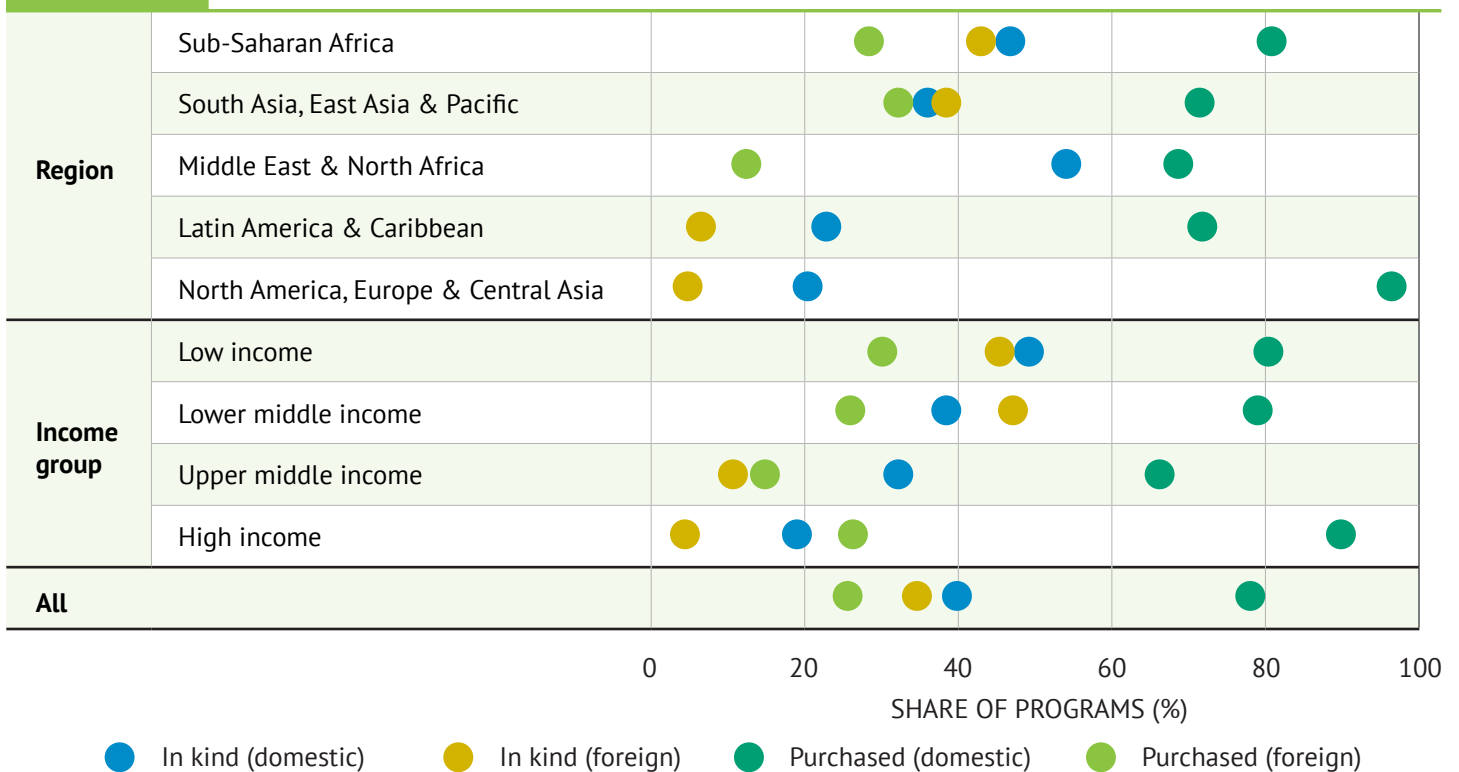 Region
Sub-Saharan Africa
South Asia, East Asia & Pacific
Middle East & North Africa
Latin America & Caribbean
North America, Europe & Central Asia
Income
group
Low income
Lower middle income
Upper middle income
High income
All
0 20 40 60 80 100
SHARE OF PROGRAMS (%)
In kind (domestic) In kind (foreign) Purchased (domestic) Purchased (foreign)